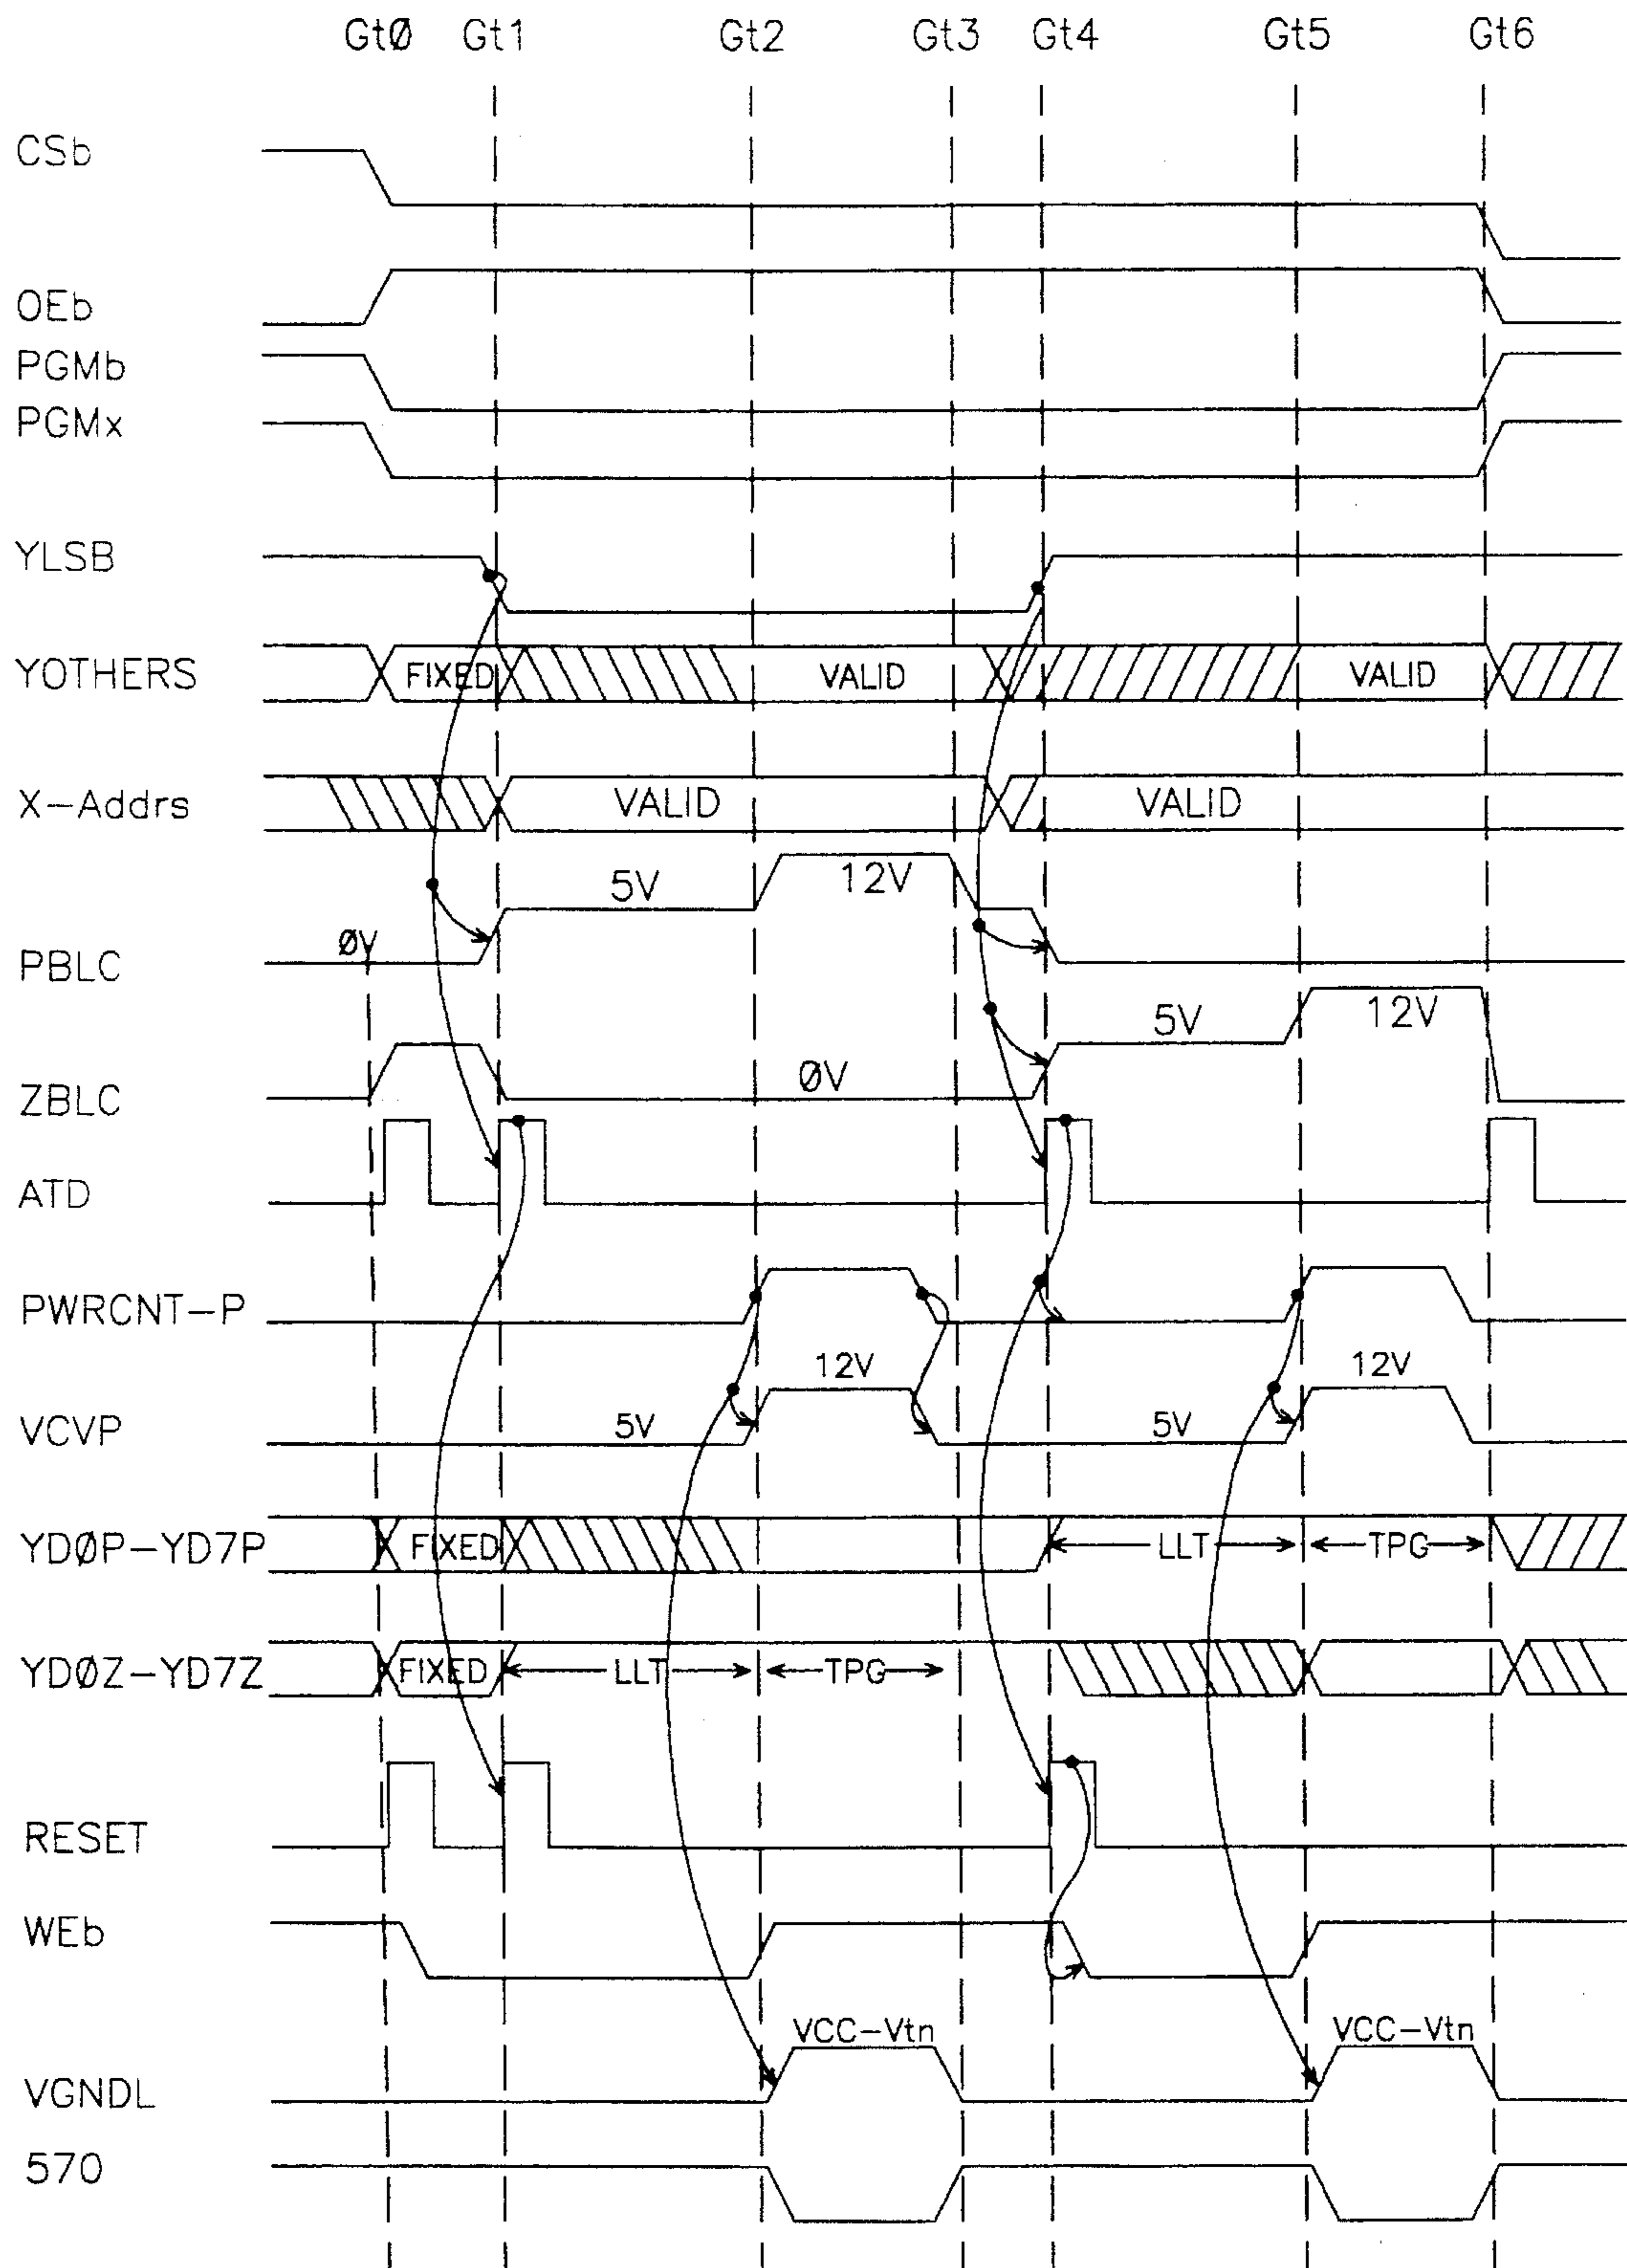 GtØ Gt1 Gt2 Gt3 Gt4 Gt5 Gt6
CSb
OEb
PGMb
PGMx
YLSB
YOTHERS FIXED VALID VALID
X-Addrs VALID VALID
5V 12V
ØV
PBLC
5V 12V
ØV
ZBLC
ATD
PWRCNT-P
12V 12V
VCVP 5V 5V
YDØP-YD7P FIXED LLT TPG
YDØZ-YD7Z FIXED LLT TPG
RESET
WEb
VCC-Vtn VCC-Vtn
VGNDL
570